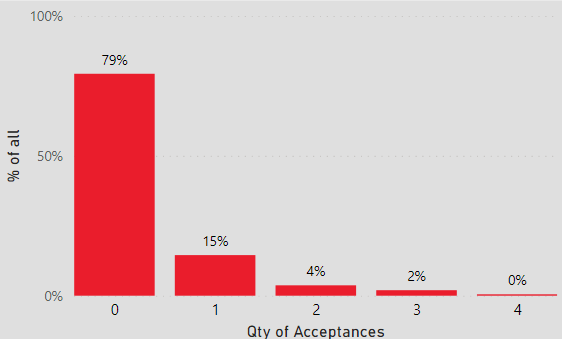 100%
79%
50%
15%
4%
2%
0%
0%
0 1 2 3 4
% of all
Qty of Acceptances